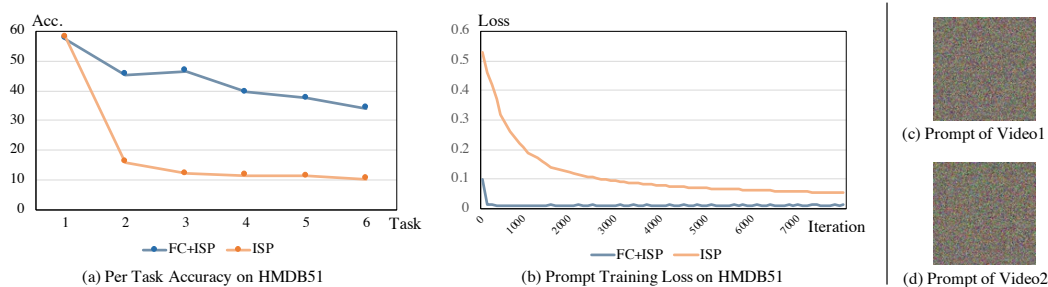 Acc.
60
50
40
30
20
10
0
1 2 3 4 5 6 Task
FC+ISP ISP
(a) Per Task Accuracy on HMDB51
Loss
0.6
0.5
0.4
0.3
0.2
0.1
0
0 1000 2000 3000 4000 5000 6000 7000 Iteration
FC+ISP ISP
(b) Prompt Training Loss on HMDB51
(c) Prompt of Video1
(d) Prompt of Video2